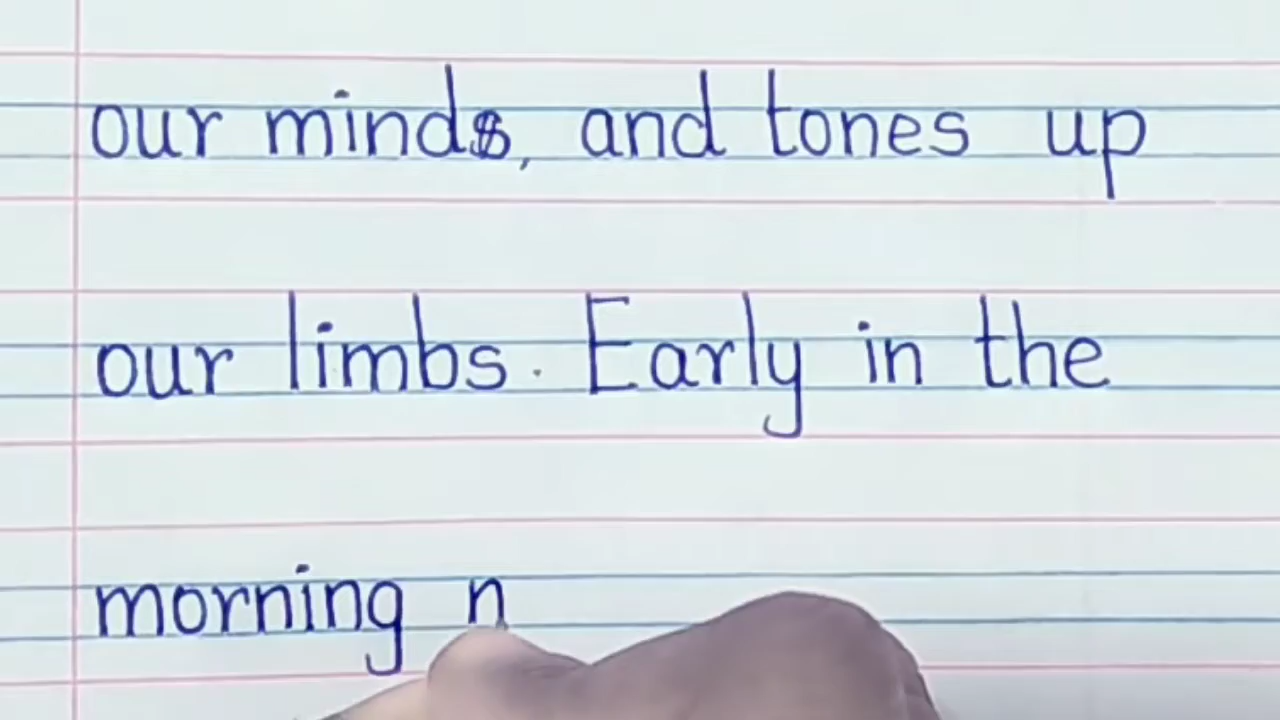 our minds, and tones up
our limbs. Early in the
morning n